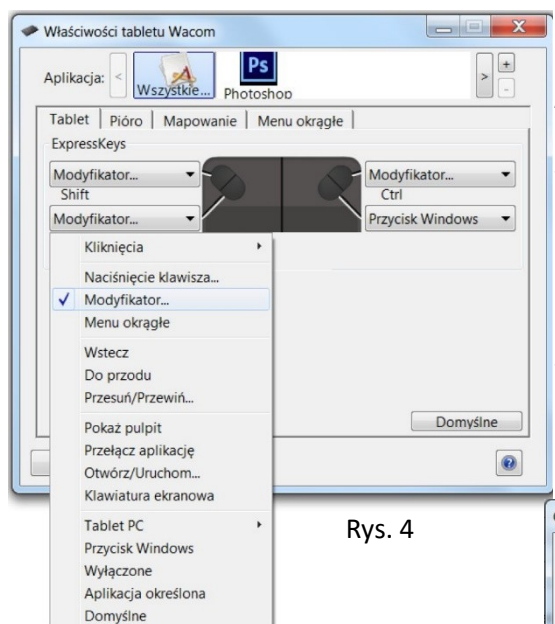 Właściwości tabletu Wacom
Aplikacja:
Wszystkie...
Ps
Photoshop
Tablet Pióro Mapowanie Menu okrągłe
ExpressKeys
Modyfikator... Modyfikator...
Shift Ctrl
Modyfikator... Przycisk Windows
Kliknięcia
Naciśnięcie klawisza...
Modyfikator...
Menu okrągłe
Wstecz
Do przodu
Przesuń/Przewiń...
Pokaż pulpit
Przełącz aplikację
Otwórz/Uruchom...
Klawiatura ekranowa
Tablet PC
Przycisk Windows
Wyłączone
Aplikacja określona
Domyślne
Domyślne
Rys. 4